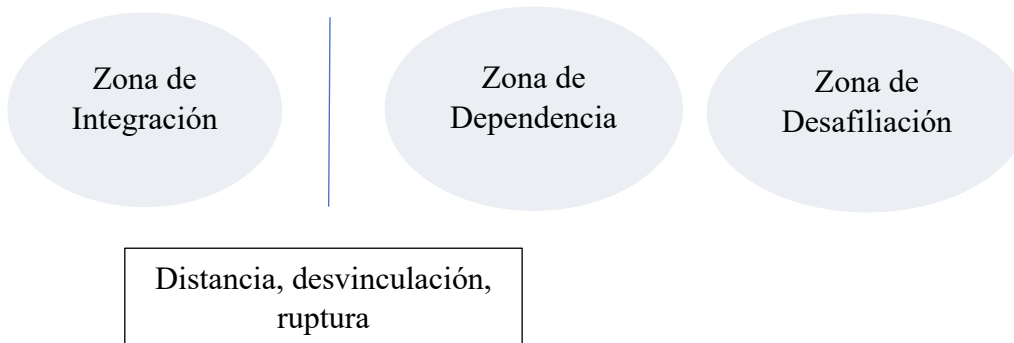 Zona de
Integración
Zona de
Dependencia
Zona de
Desafiliación
Distancia, desvinculación,
ruptura